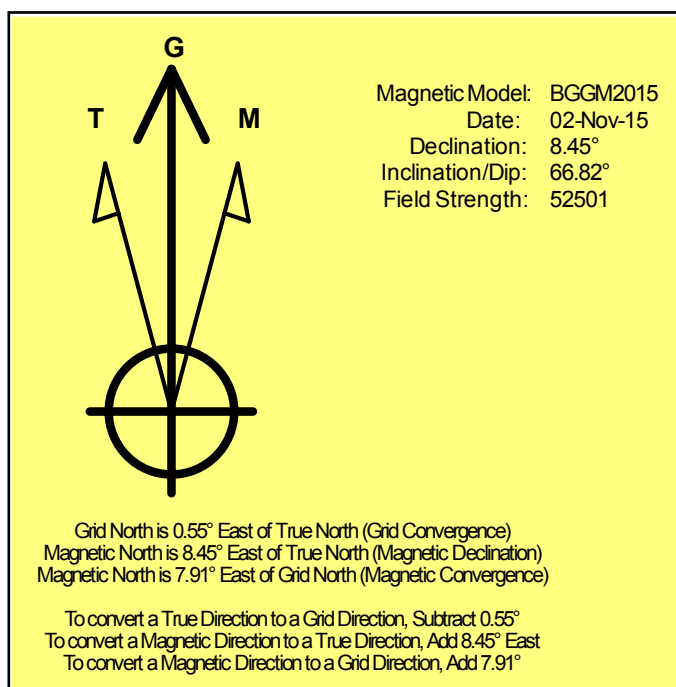 G
T
M
Magnetic Model: BGGM2015
Date: 02-Nov-15
Declination: 8.45°
Inclination/Dip: 66.82°
Field Strength: 52501
Grid North is 0.55° East of True North (Grid Convergence)
Magnetic North is 8.45° East of True North (Magnetic Declination)
Magnetic North is 7.91° East of Grid North (Magnetic Convergence)
To convert a True Direction to a Grid Direction, Subtract 0.55°
To convert a Magnetic Direction to a True Direction, Add 8.45° East
To convert a Magnetic Direction to a Grid Direction, Add 7.91°